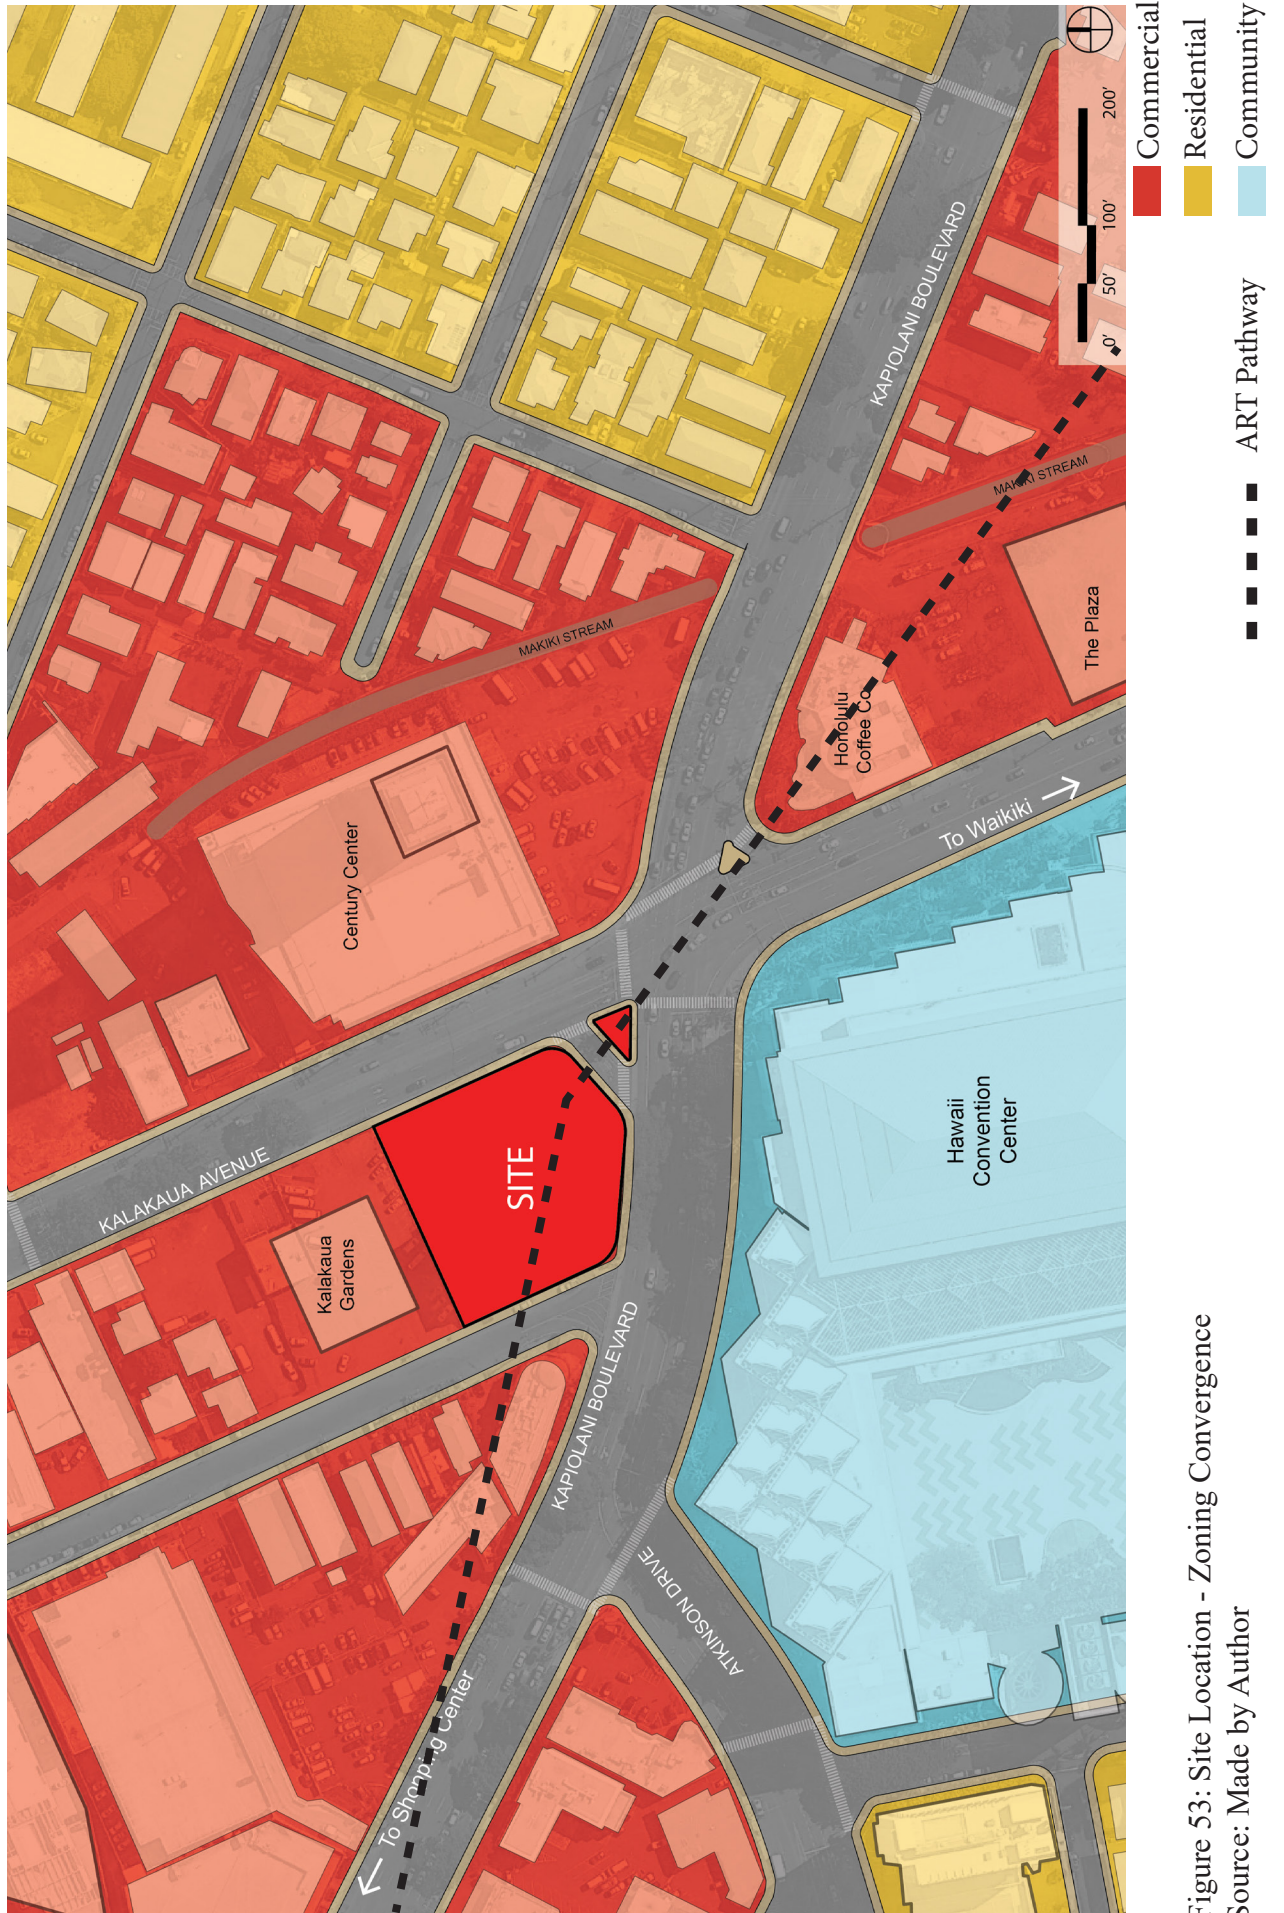 KALAKAUA AVENUE
Kalakaua
Gardens
SITE
Century Center
MAKIKI STREAM
KAPIOLANI BOULEVARD
KAPIOLANI BOULEVARD
To Shopping Center
ATKINSON DRIVE
Hawaii
Convention
Center
To Waikiki
Honolulu
Coffee Co.
The Plaza
MAKIKI STREAM
0'
50'
100'
200'
Commercial
Residential
Community
ART Pathway
Figure 53: Site Location - Zoning Convergence
Source: Made by Author